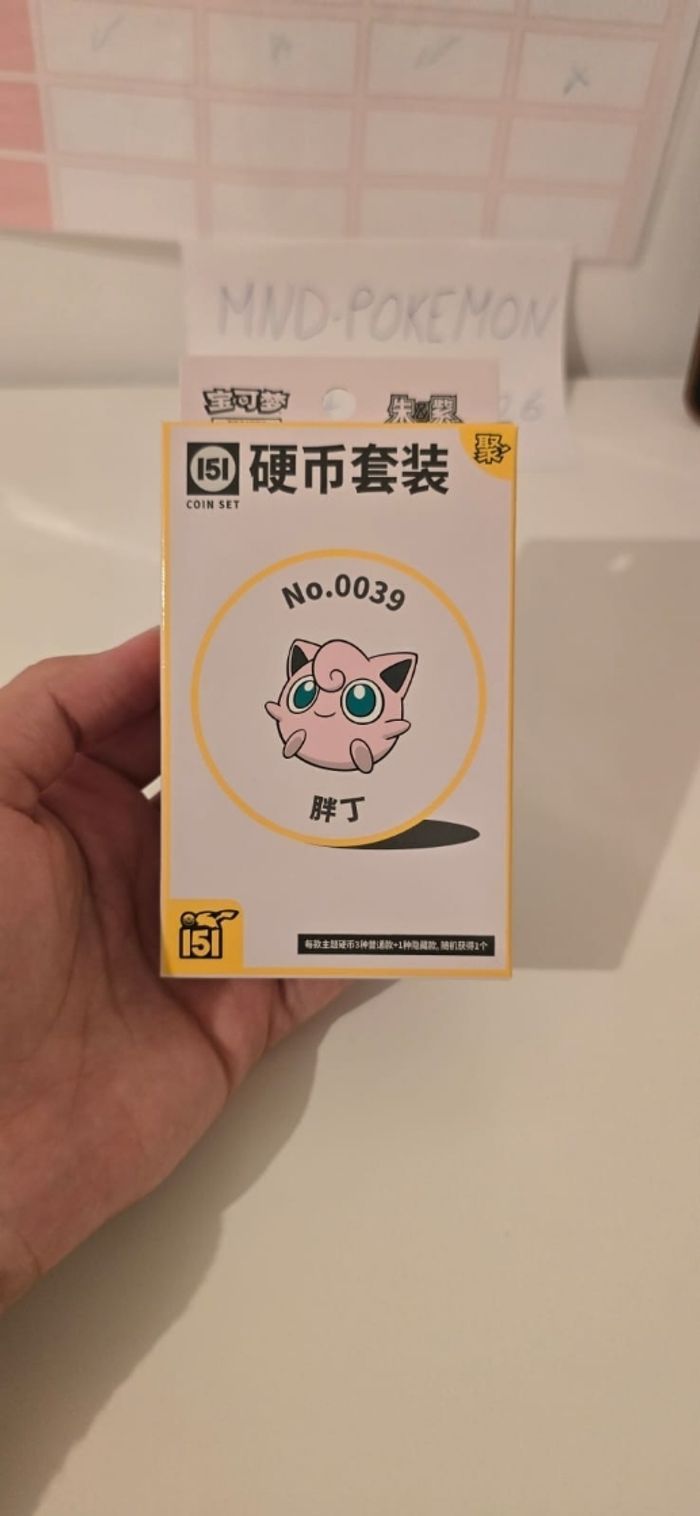 MND-POKEMON
26
宝可梦
朱 紫
151
硬币套装
聚
COIN SET
No.0039
胖丁
151
每款主题硬币3种普通款+1种隐藏款, 随机获得1个